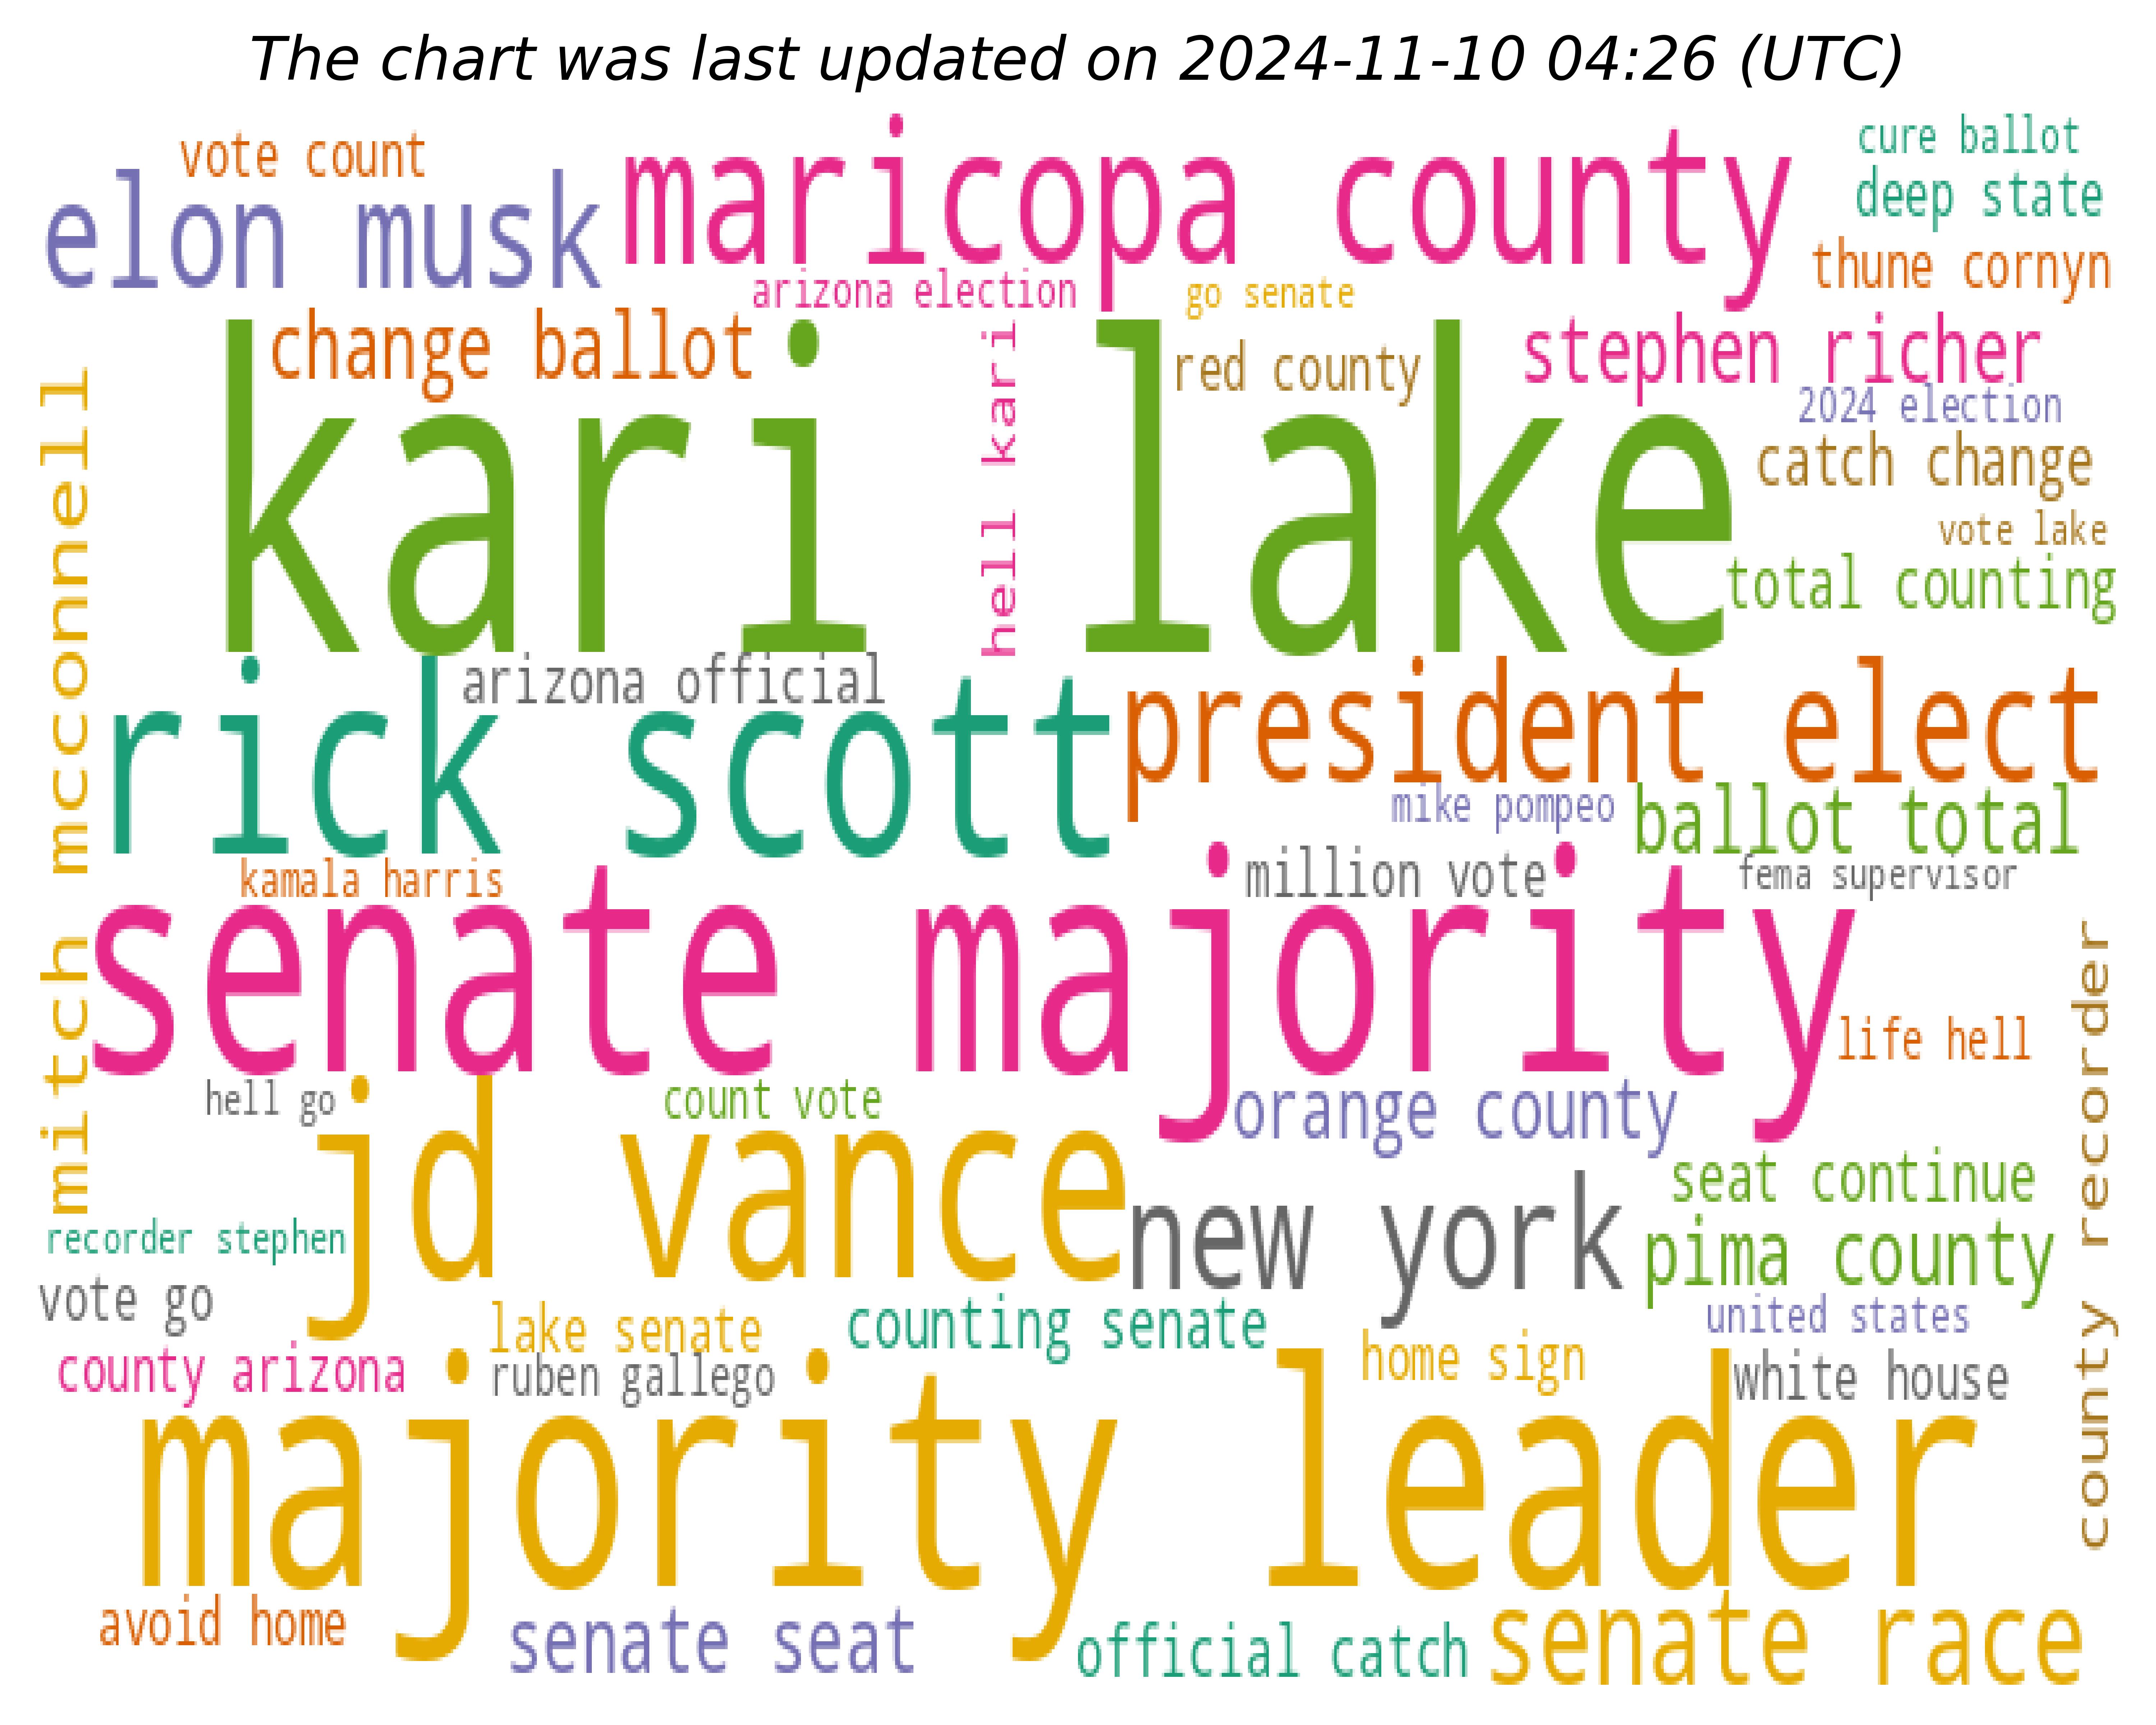 The chart was last updated on 2024-11-10 04:26 (UTC)
vote count
elon musk
maricopa county
cure ballot
deep state
thune cornyn
arizona election
go senate
change ballot
red county
stephen richer
2024 election
kari lake
hell kari
catch change
vote lake
total counting
mitch mcconnell
arizona official
rick scott
president elect
mike pompeo
ballot total
kamala harris
million vote
fema supervisor
senate majority
life hell
county recorder
hell go
count vote
orange county
jd vance
new york
seat continue
pima county
recorder stephen
vote go
lake senate
counting senate
united states
home sign
county arizona
ruben gallego
white house
majority leader
avoid home
senate seat
official catch
senate race